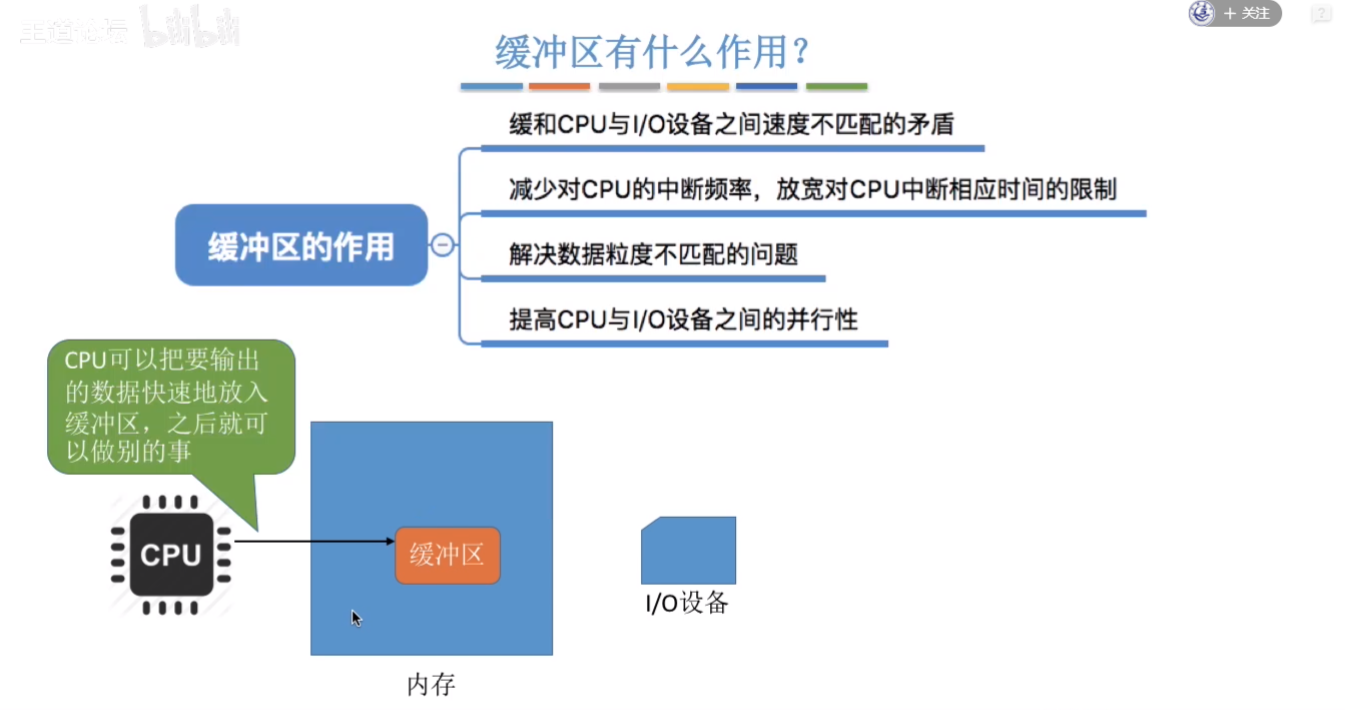 王道论坛 bilibili
+ 关注
缓冲区有什么作用？
缓和CPU与I/O设备之间速度不匹配的矛盾
减少对CPU的中断频率，放宽对CPU中断相应时间的限制
缓冲区的作用
解决数据粒度不匹配的问题
提高CPU与I/O设备之间的并行性
CPU可以把要输出
的数据快速地放入
缓冲区，之后就可
以做别的事
CPU
缓冲区
I/O设备
内存